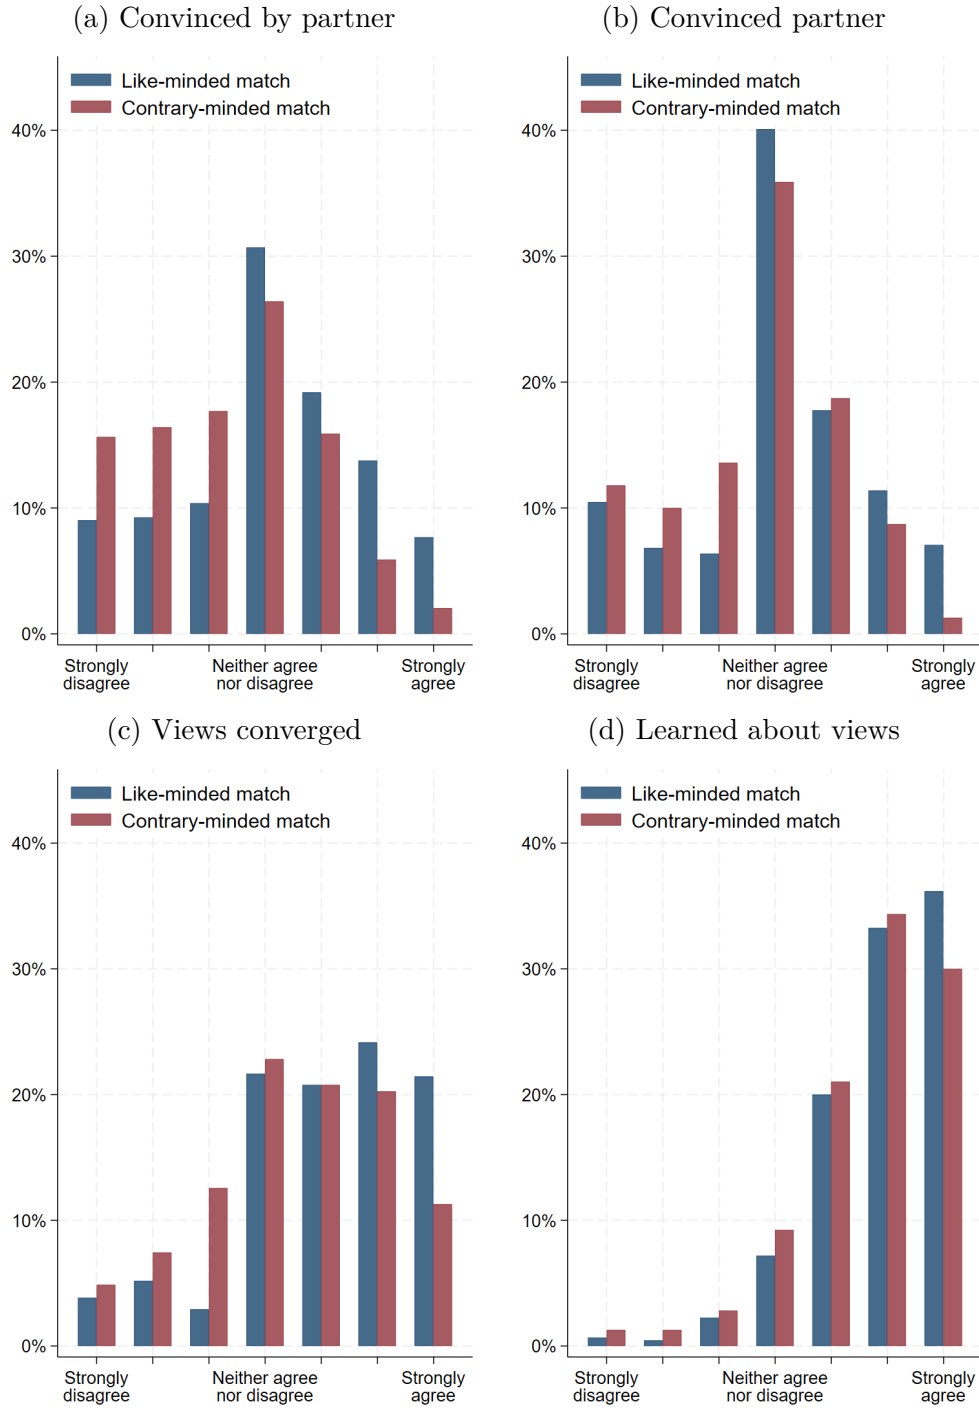 (a) Convinced by partner
Like-minded match
Contrary-minded match
40%
30%
20%
10%
0%
Strongly
disagree
Neither agree
nor disagree
Strongly
agree
(b) Convinced partner
Like-minded match
Contrary-minded match
40%
30%
20%
10%
0%
Strongly
disagree
Neither agree
nor disagree
Strongly
agree
(c) Views converged
Like-minded match
Contrary-minded match
40%
30%
20%
10%
0%
Strongly
disagree
Neither agree
nor disagree
Strongly
agree
(d) Learned about views
Like-minded match
Contrary-minded match
40%
30%
20%
10%
0%
Strongly
disagree
Neither agree
nor disagree
Strongly
agree